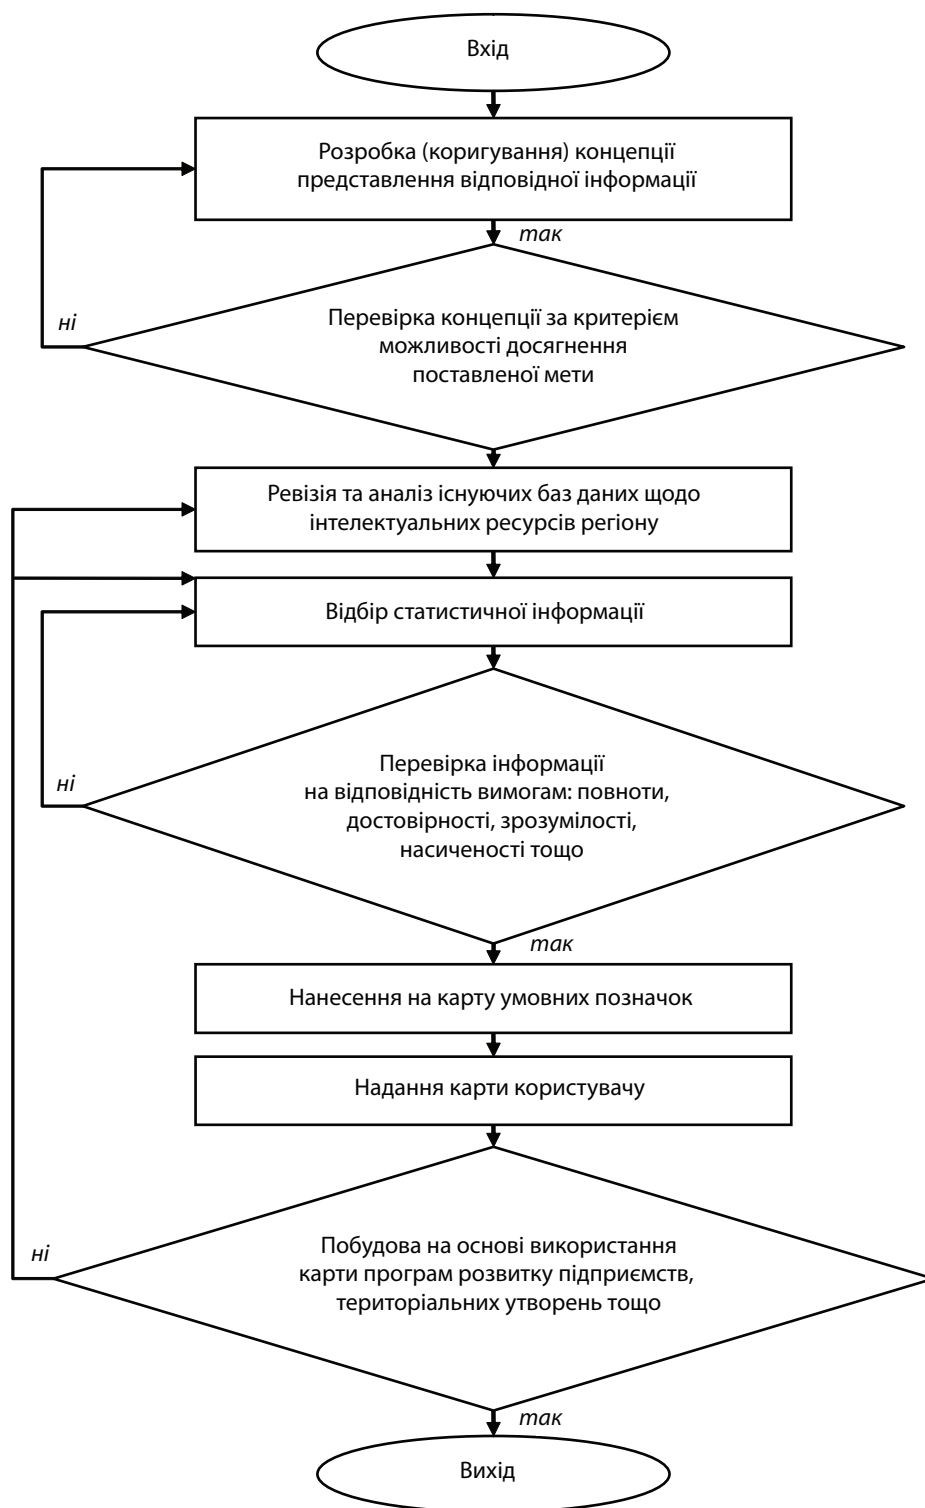 Вхід
Розробка (коригування) концепції
представлення відповідної інформації
так
ні
Перевірка концепції за критерієм
можливості досягнення
поставленої мети
Ревізія та аналіз існуючих баз даних щодо
інтелектуальних ресурсів регіону
Відбір статистичної інформації
ні
Перевірка інформації
на відповідність вимогам: повноти,
достовірності, зрозумілості,
насиченості тощо
так
Нанесення на карту умовних позначок
Надання карти користувачу
ні
Побудова на основі використання
карти програм розвитку підприємств,
територіальних утворень тощо
так
Вихід